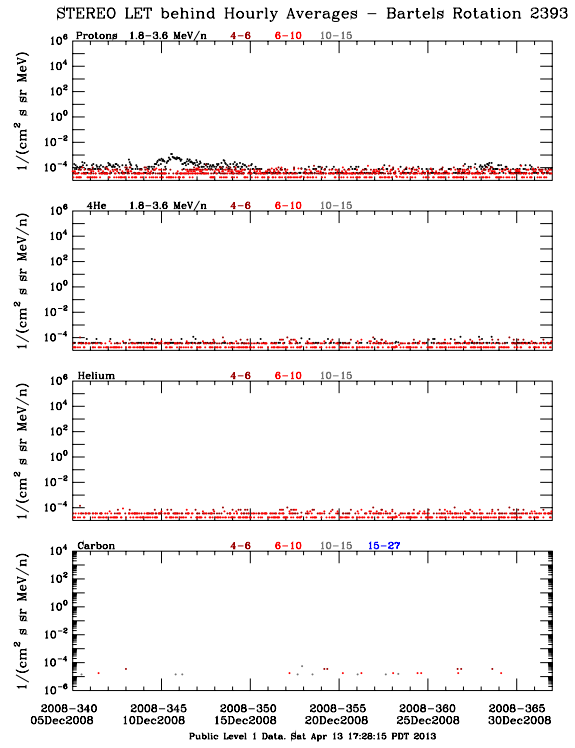 STEREO LET behind Hourly Averages - Bartels Rotation 2393
Protons 1.8-3.6 MeV/n 4-6 6-10 10-15
10^6
10^4
10^2
10^0
10^-2
10^-4
1/(cm^2 s sr MeV)
4He 1.8-3.6 MeV/n 4-6 6-10 10-15
10^6
10^4
10^2
10^0
10^-2
10^-4
1/(cm^2 s sr MeV/n)
Helium 4-6 6-10 10-15
10^6
10^4
10^2
10^0
10^-2
10^-4
1/(cm^2 s sr MeV/n)
Carbon 4-6 6-10 10-15 15-27
10^4
10^2
10^0
10^-2
10^-4
10^-6
1/(cm^2 s sr MeV/n)
2008-340 2008-345 2008-350 2008-355 2008-360 2008-365
05Dec2008 10Dec2008 15Dec2008 20Dec2008 25Dec2008 30Dec2008
Public Level 1 Data. Sat Apr 13 17:28:15 PDT 2013